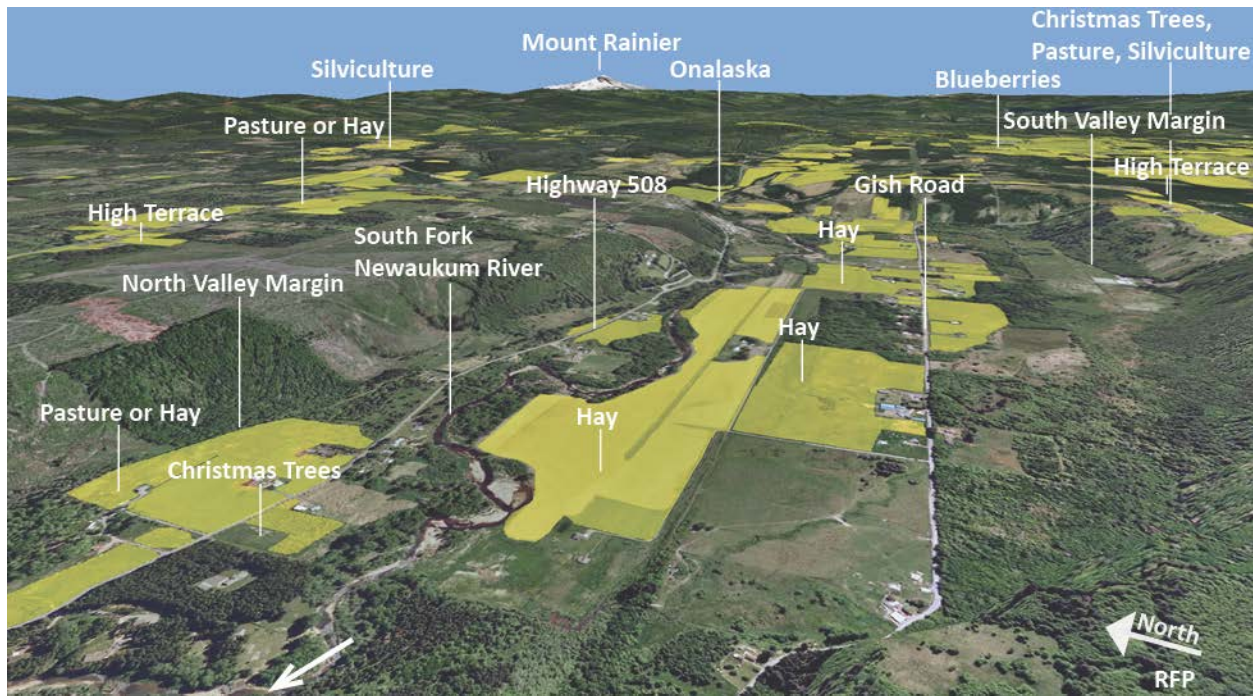 Christmas Trees,
Pasture, Silviculture
Mount Rainier
Silviculture
Onalaska
Blueberries
Pasture or Hay
South Valley Margin
Highway 508
Gish Road
High Terrace
High Terrace
South Fork
Newaukum River
Hay
North Valley Margin
Hay
Pasture or Hay
Hay
Christmas Trees
North
RFP